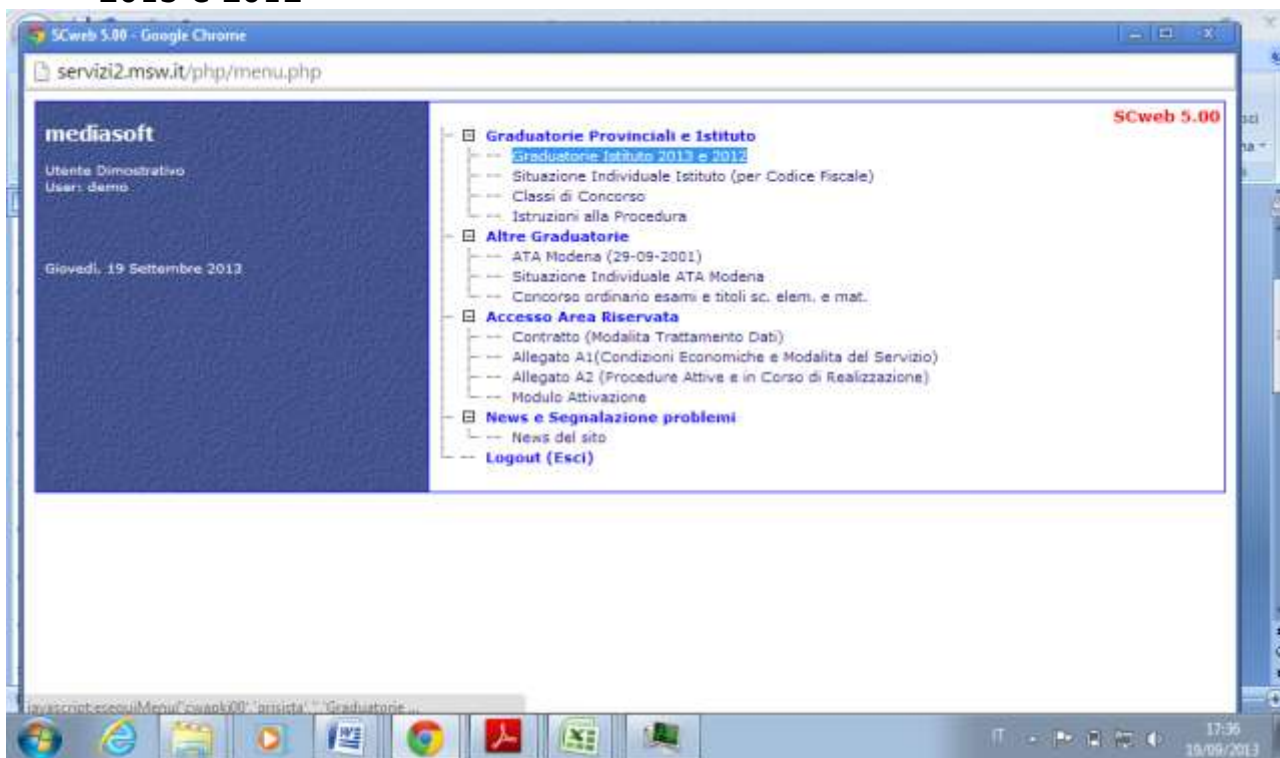 SCweb 5.00 - Google Chrome
servizi2.msw.it/php/menu.php
SCweb 5.00
mediasoft
Utente Dimostrativo
User: demo
Giovedì, 19 Settembre 2013
Graduatorie Provinciali e Istituto
Graduatorie Istituto 2013 e 2012
Situazione Individuale Istituto (per Codice Fiscale)
Classi di Concorso
Istruzioni alla Procedura
Altre Graduatorie
ATA Modena (29-09-2001)
Situazione Individuale ATA Modena
Concorso ordinario esami e titoli sc. elem. e mat.
Accesso Area Riservata
Contratto (Modalita Trattamento Dati)
Allegato A1(Condizioni Economiche e Modalita del Servizio)
Allegato A2 (Procedure Attive e in Corso di Realizzazione)
Modulo Attivazione
News e Segnalazione problemi
News del sito
Logout (Esci)
IT
17:36
19/09/2013